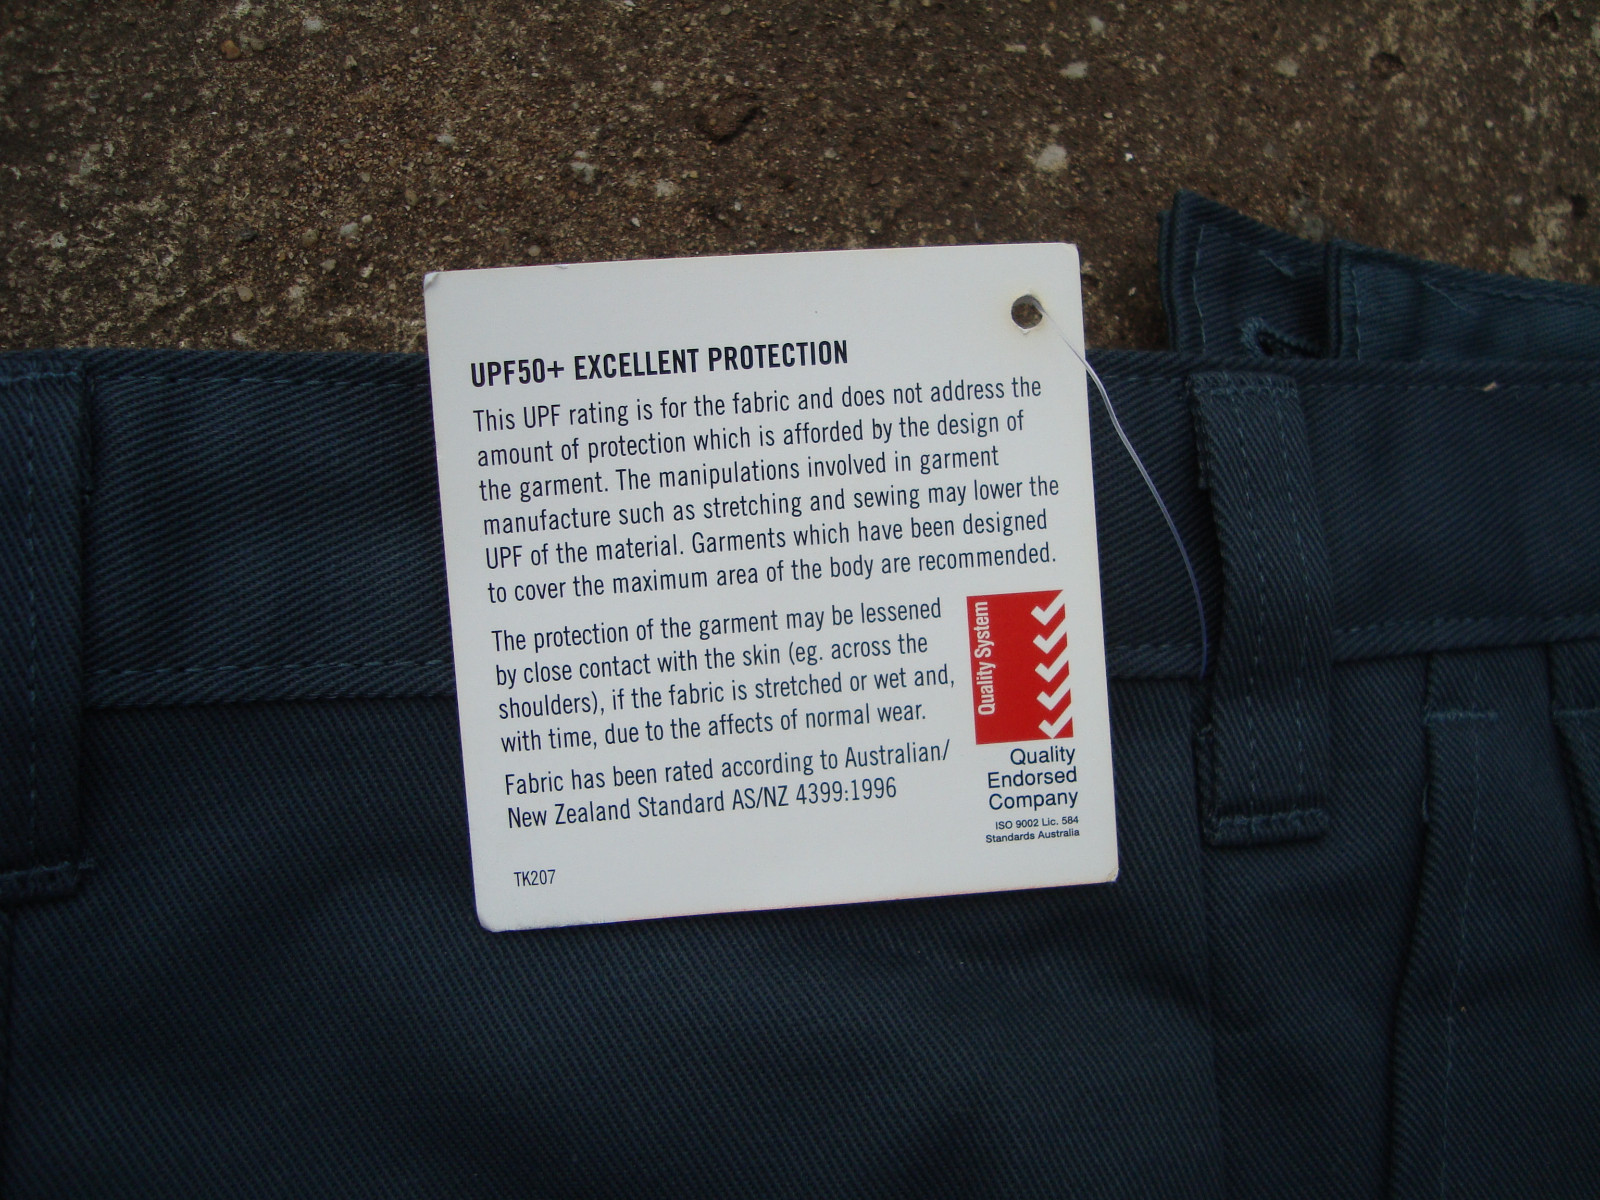 UPF50+ EXCELLENT PROTECTION
This UPF rating is for the fabric and does not address the
amount of protection which is afforded by the design of
the garment. The manipulations involved in garment
manufacture such as stretching and sewing may lower the
UPF of the material. Garments which have been designed
to cover the maximum area of the body are recommended.
The protection of the garment may be lessened
by close contact with the skin (eg. across the
shoulders), if the fabric is stretched or wet and,
with time, due to the affects of normal wear.
Fabric has been rated according to Australian/
New Zealand Standard AS/NZ 4399:1996
TK207
Quality System
Quality
Endorsed
Company
ISO 9002 Lic. 584
Standards Australia